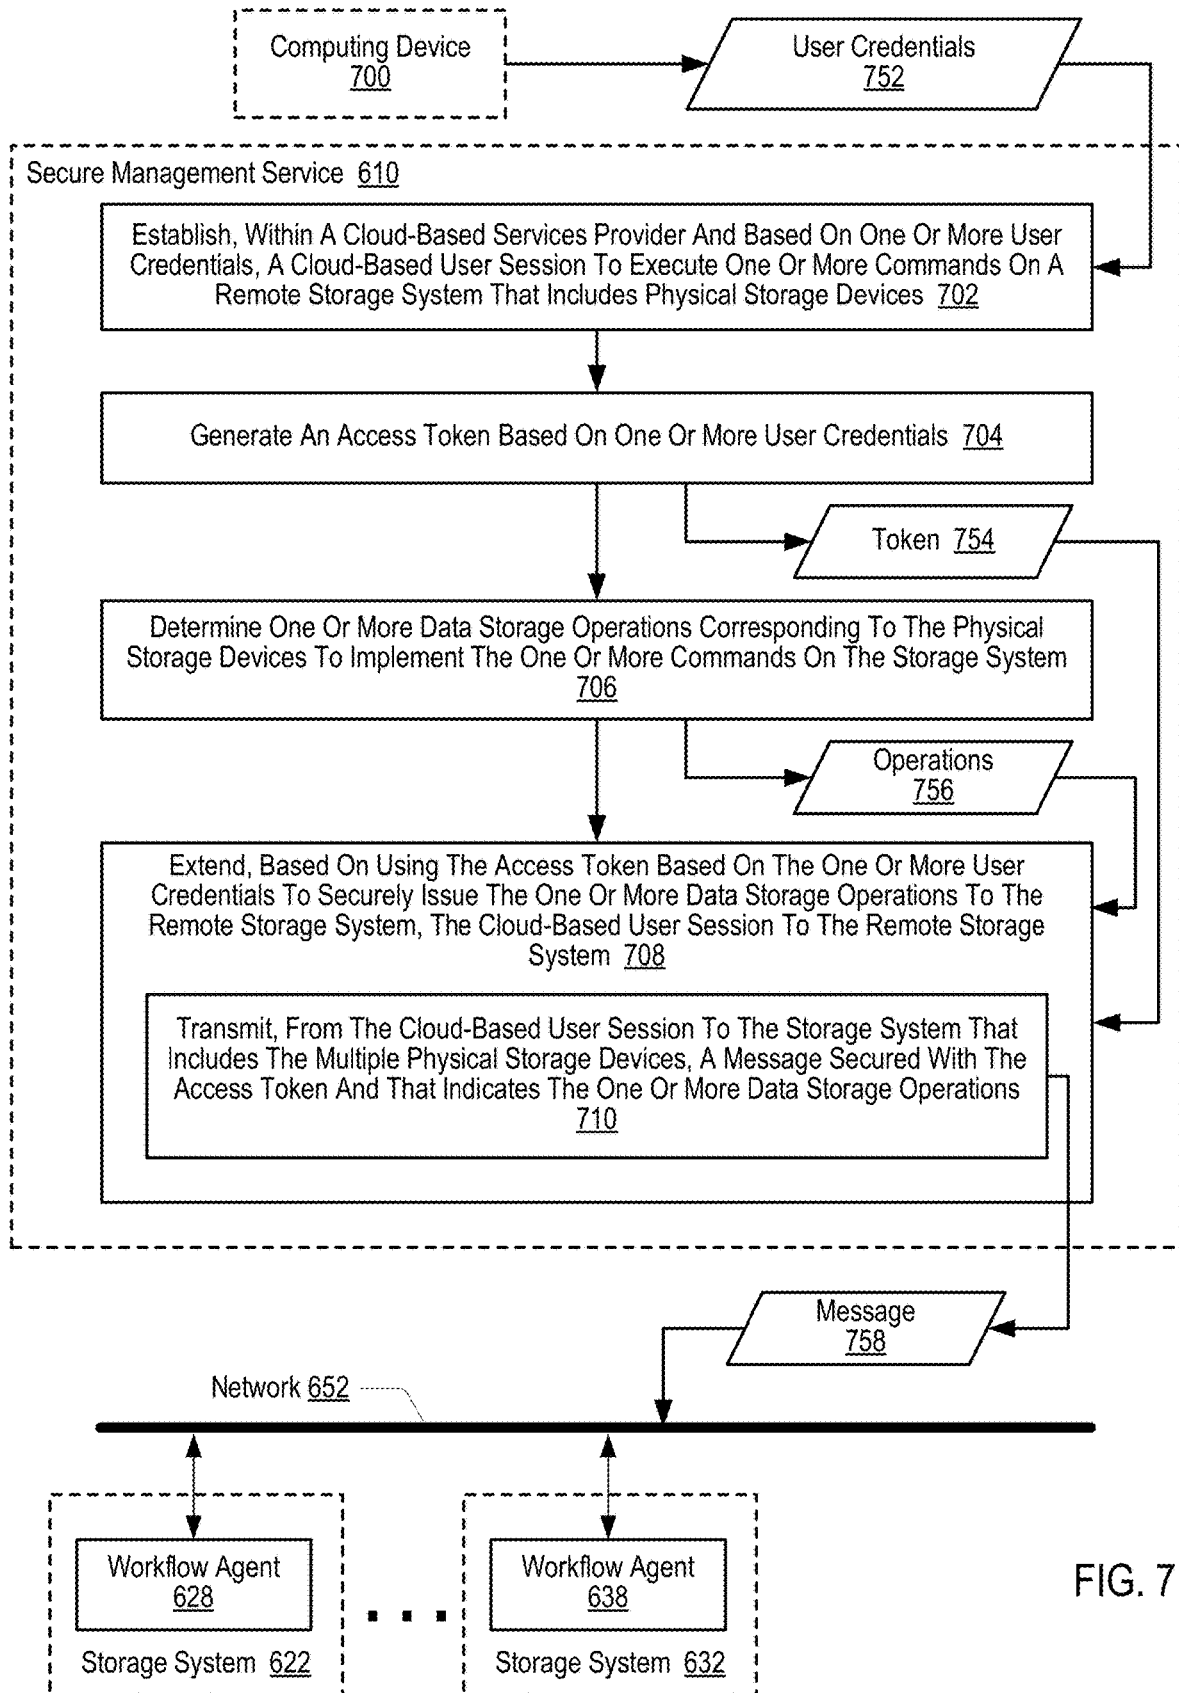 Computing Device
700
User Credentials
752
Secure Management Service 610
Establish, Within A Cloud-Based Services Provider And Based On One Or More User
Credentials, A Cloud-Based User Session To Execute One Or More Commands On A
Remote Storage System That Includes Physical Storage Devices 702
Generate An Access Token Based On One Or More User Credentials 704
Token 754
Determine One Or More Data Storage Operations Corresponding To The Physical
Storage Devices To Implement The One Or More Commands On The Storage System
706
Operations
756
Extend, Based On Using The Access Token Based On The One Or More User
Credentials To Securely Issue The One Or More Data Storage Operations To The
Remote Storage System, The Cloud-Based User Session To The Remote Storage
System 708
Transmit, From The Cloud-Based User Session To The Storage System That
Includes The Multiple Physical Storage Devices, A Message Secured With The
Access Token And That Indicates The One Or More Data Storage Operations
710
Message
758
Network 652
Workflow Agent
628
Storage System 622
Workflow Agent
638
Storage System 632
FIG. 7